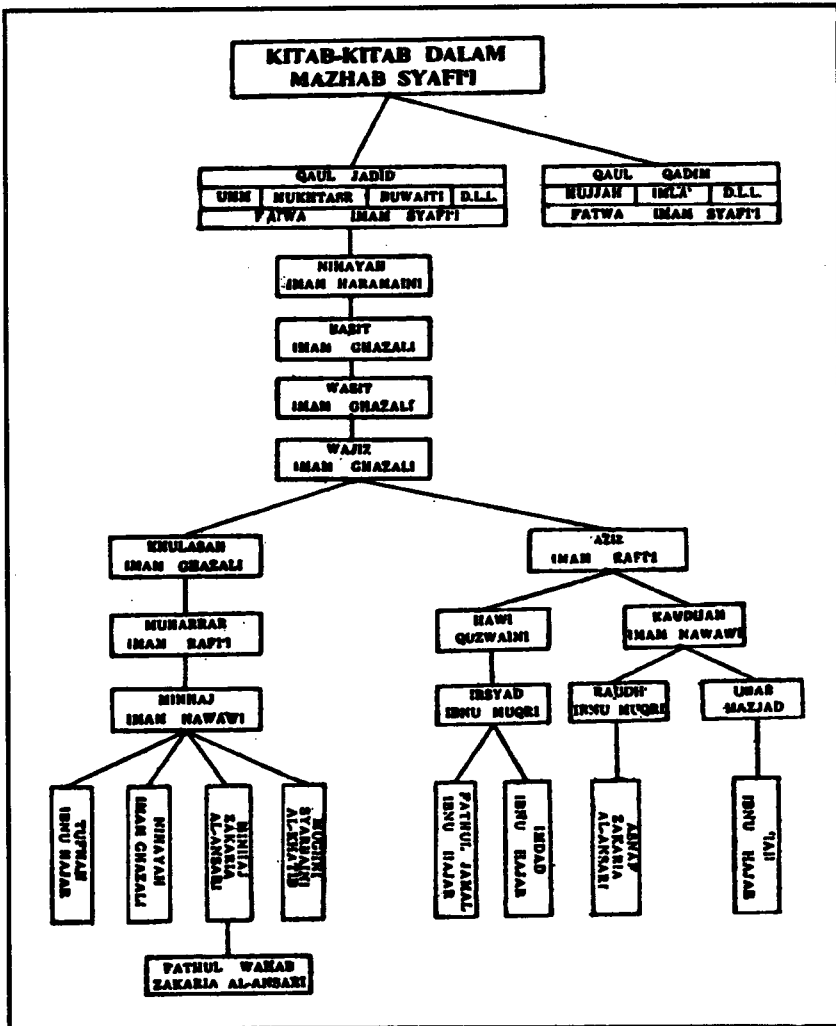 KITAB-KITAB DALAM
MAZHAB SYAFI'I
QAUL JADID
UMM MUKHTASR BUWAITI D.L.L.
FATWA IMAM SYAFI'I
QAUL QADIM
HUJJAH IMLA' D.L.L.
FATWA IMAM SYAFI'I
NIHAYAH
IMAM HARAMAINI
BASIT
IMAM GHAZALI
WASIT
IMAM GHAZALI
WAJIZ
IMAM GHAZALI
KHULASAH
IMAM GHAZALI
AZIZ
IMAM RAFI'I
MUHARRAR
IMAM RAFI'I
HAWI
QUZWAINI
IMAM NAWAWI
MINHAJ
IMAM NAWAWI
IRSYAD
IBNU MUQRI
RAUDH'
IBNU MUQRI
UBAB
MAZJAD
TUFHAH
IBNU HAJAR
NIHAYAH
IMAM GHAZALI
MINHAJ
ZAKARIA
AL-ANSARI
MUGHNI
SYARBAINI
AL-KHATIB
FATHUL JAWAD
IBNU HAJAR
IMDAD
IBNU HAJAR
ZAKARIA
AL-ANSARI
IBNU HAJAR
FATHUL WAHAB
ZAKARIA AL-ANSARI